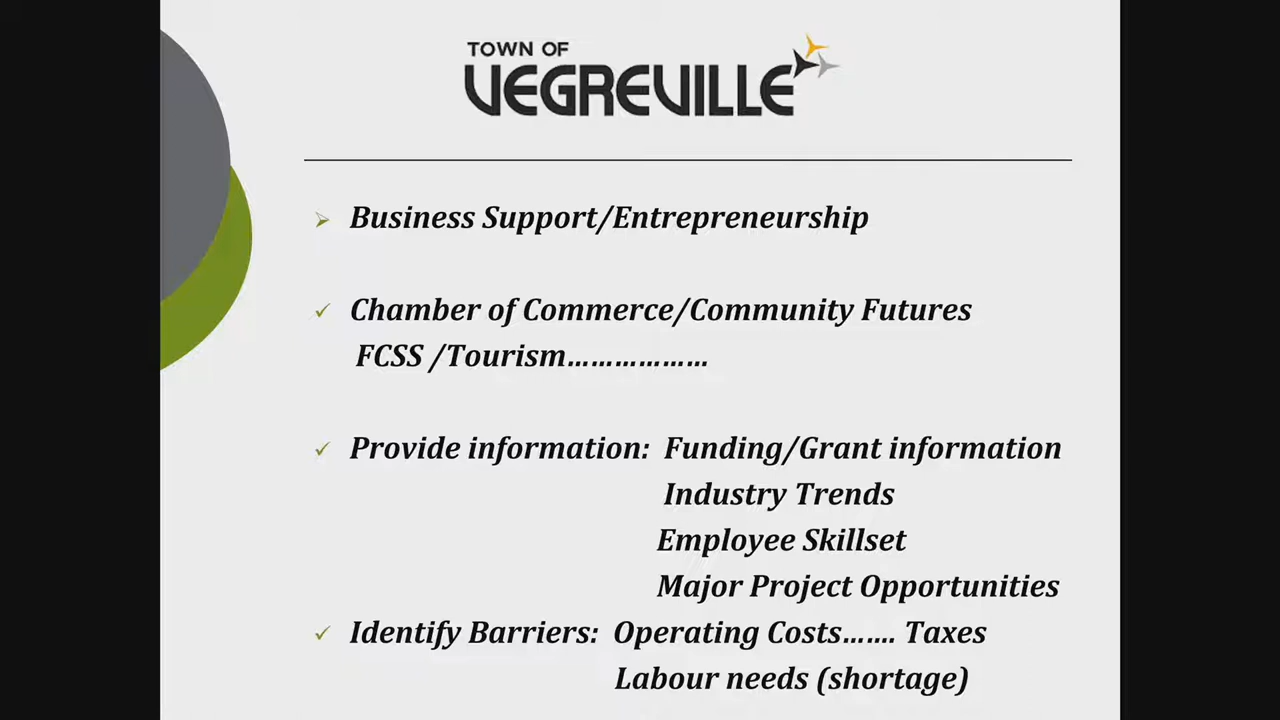 TOWN OF
VEGREVILLE
Business Support/Entrepreneurship
Chamber of Commerce/Community Futures
FCSS /Tourism………………
Provide information: Funding/Grant information
Industry Trends
Employee Skillset
Major Project Opportunities
Identify Barriers: Operating Costs……. Taxes
Labour needs (shortage)